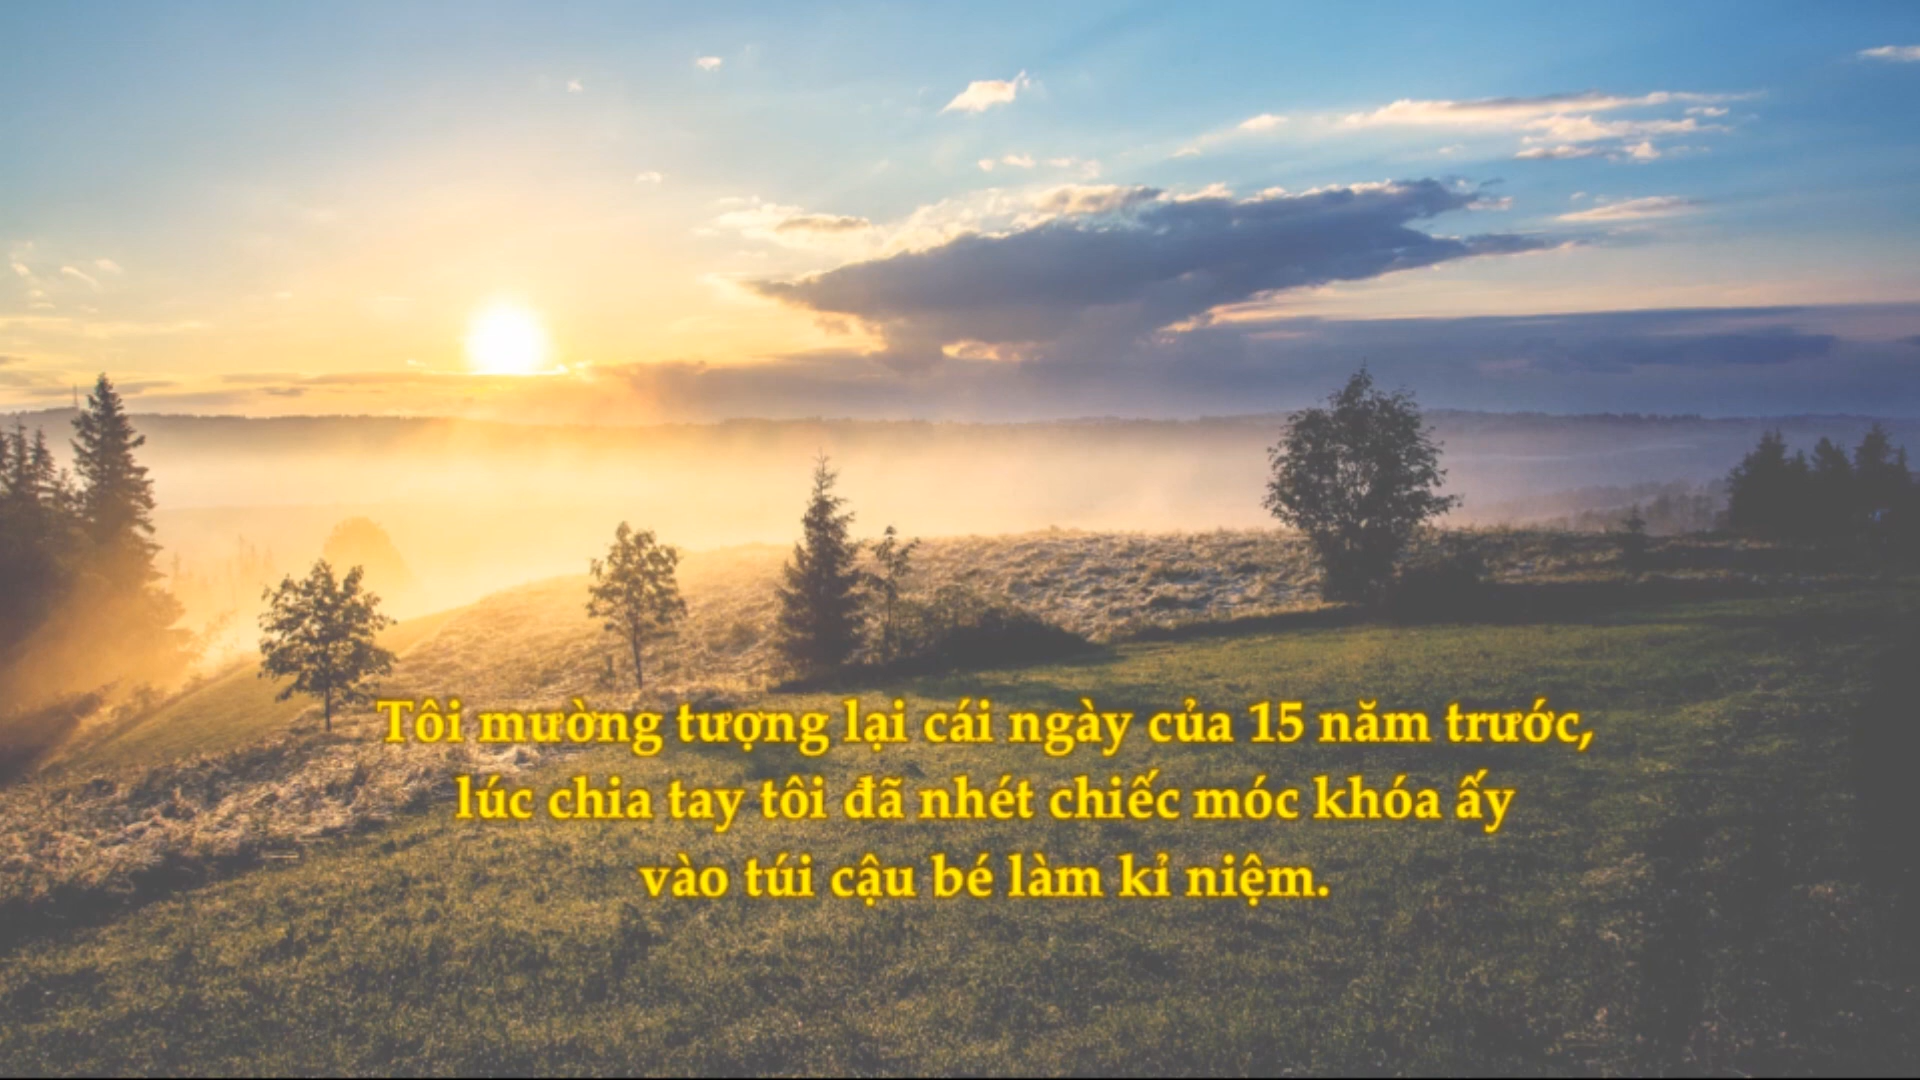 Tôi mường tượng lại cái ngày của 15 năm trước,
lúc chia tay tôi đã nhét chiếc móc khóa ấy
vào túi cậu bé làm kỉ niệm.